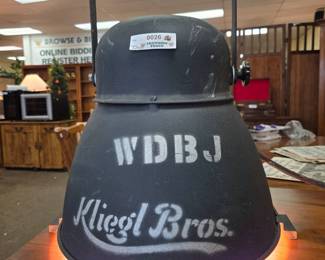 BROWSE & B
ONLINE BIDDI
REGISTER HE
0026
WDBJ
Kliegl Bros.